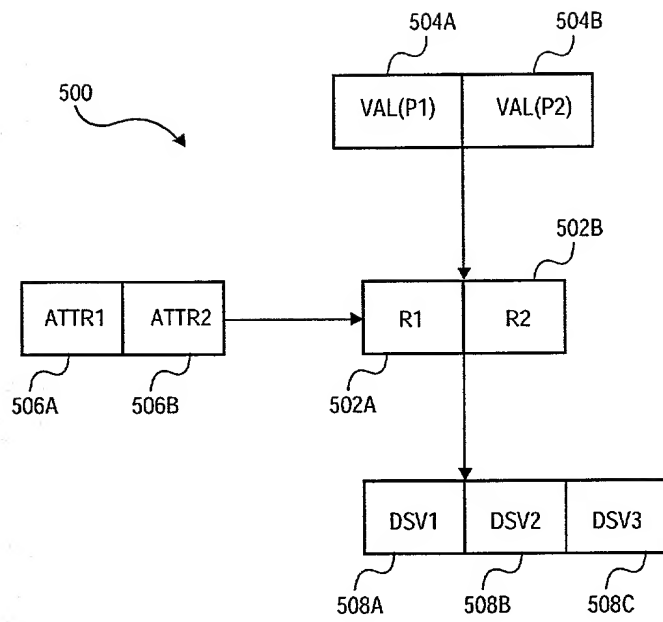 504A 504B
500
VAL(P1) VAL(P2)
502B
ATTR1 ATTR2 R1 R2
506A 506B 502A
DSV1 DSV2 DSV3
508A 508B 508C